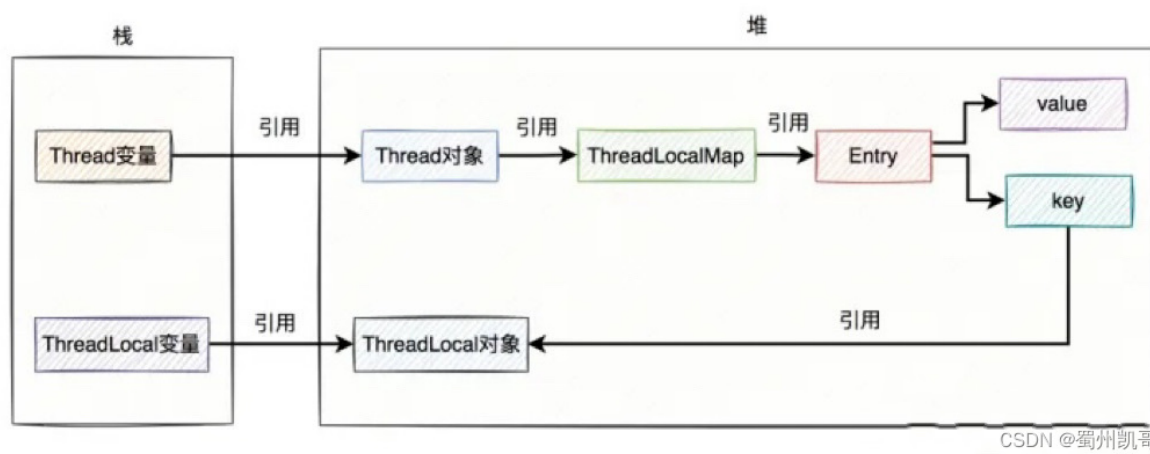 栈
堆
Thread变量
引用
Thread对象
引用
ThreadLocalMap
引用
Entry
value
key
ThreadLocal变量
引用
ThreadLocal对象
引用
CSDN @蜀州凯哥